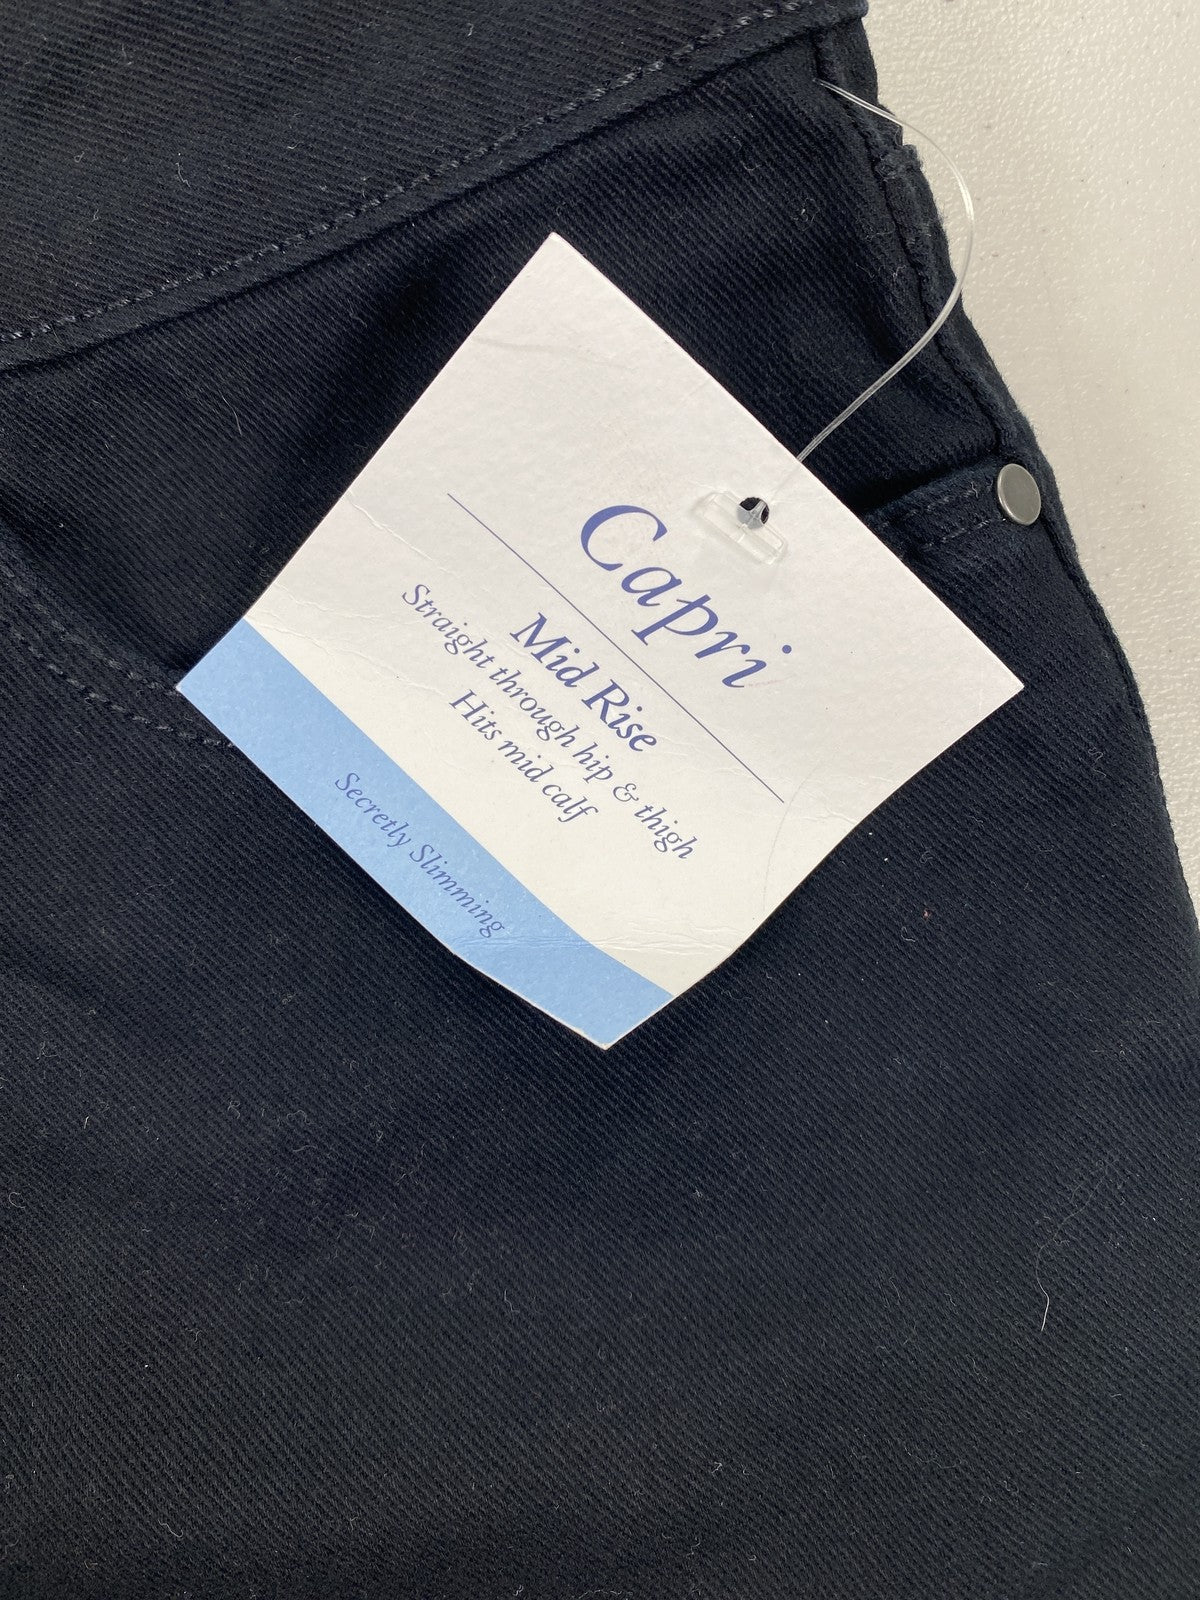 Capri
Mid Rise
Straight through hip & thigh
Hits mid calf
Secretly Slimming